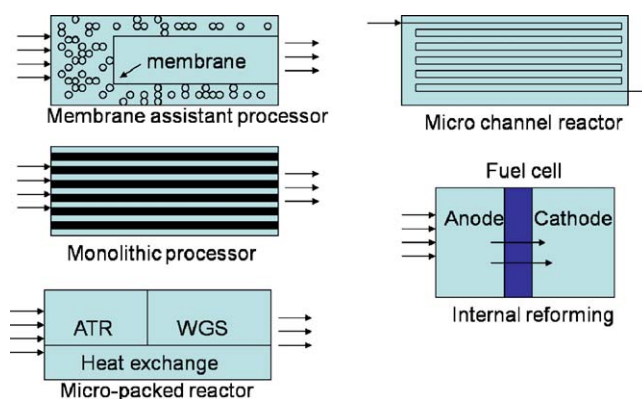 membrane
Membrane assistant processor
Micro channel reactor
Monolithic processor
Fuel cell
Anode Cathode
Internal reforming
ATR WGS
Heat exchange
Micro-packed reactor